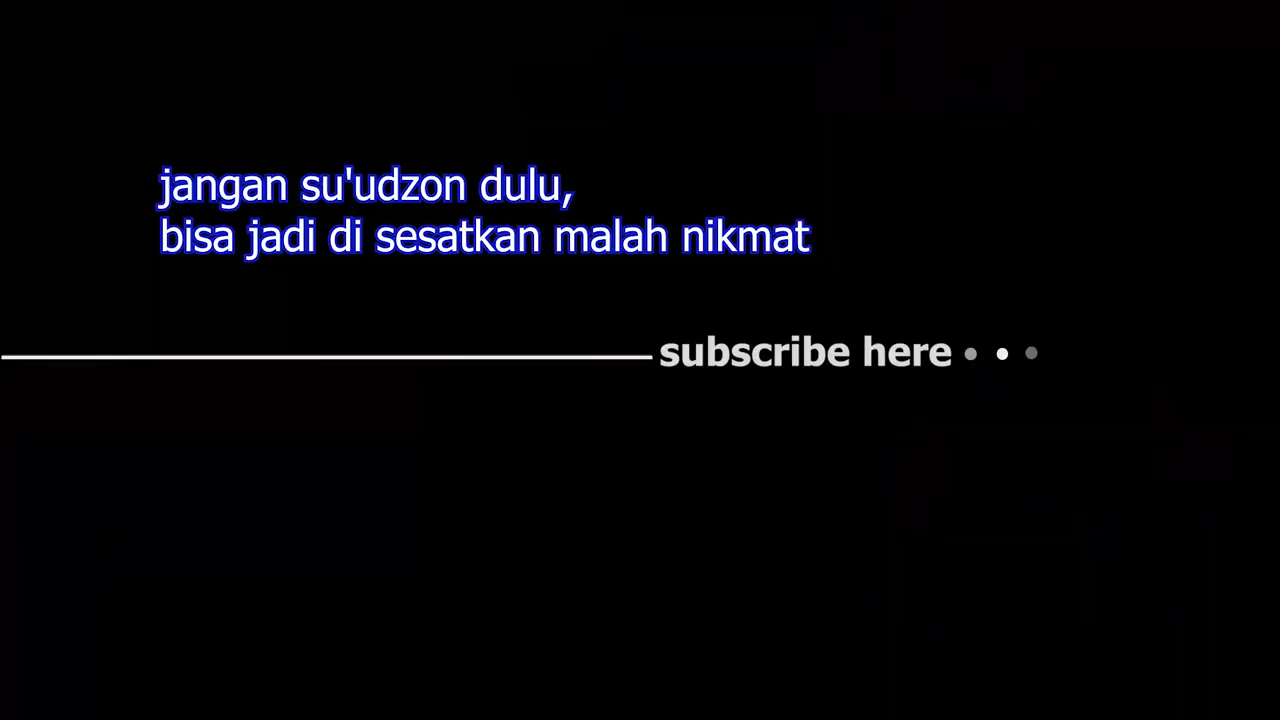 jangan su'udzon dulu,
bisa jadi di sesatkan malah nikmat
subscribe here